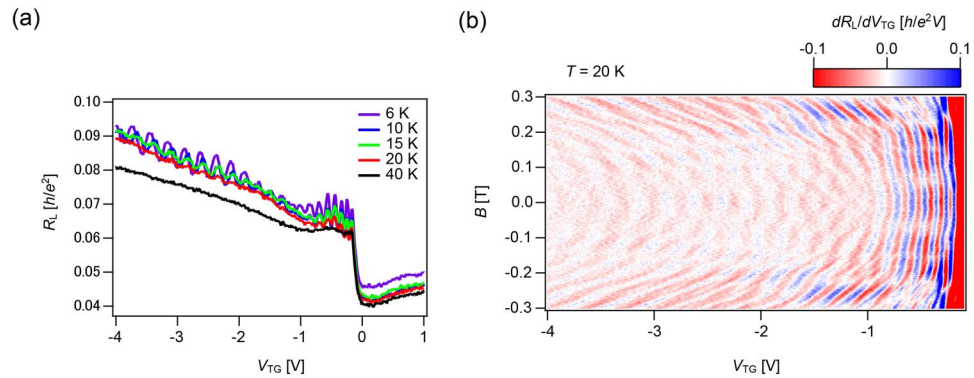 (a)
R_L [h/e²]
0.10
0.09
0.08
0.07
0.06
0.05
0.04
6 K
10 K
15 K
20 K
40 K
-4
-3
-2
-1
0
1
V_TG [V]
(b)
dR_L/dV_TG [h/e²V]
-0.1
0.0
0.1
T = 20 K
B [T]
0.3
0.2
0.1
0.0
-0.1
-0.2
-0.3
-4
-3
-2
-1
V_TG [V]